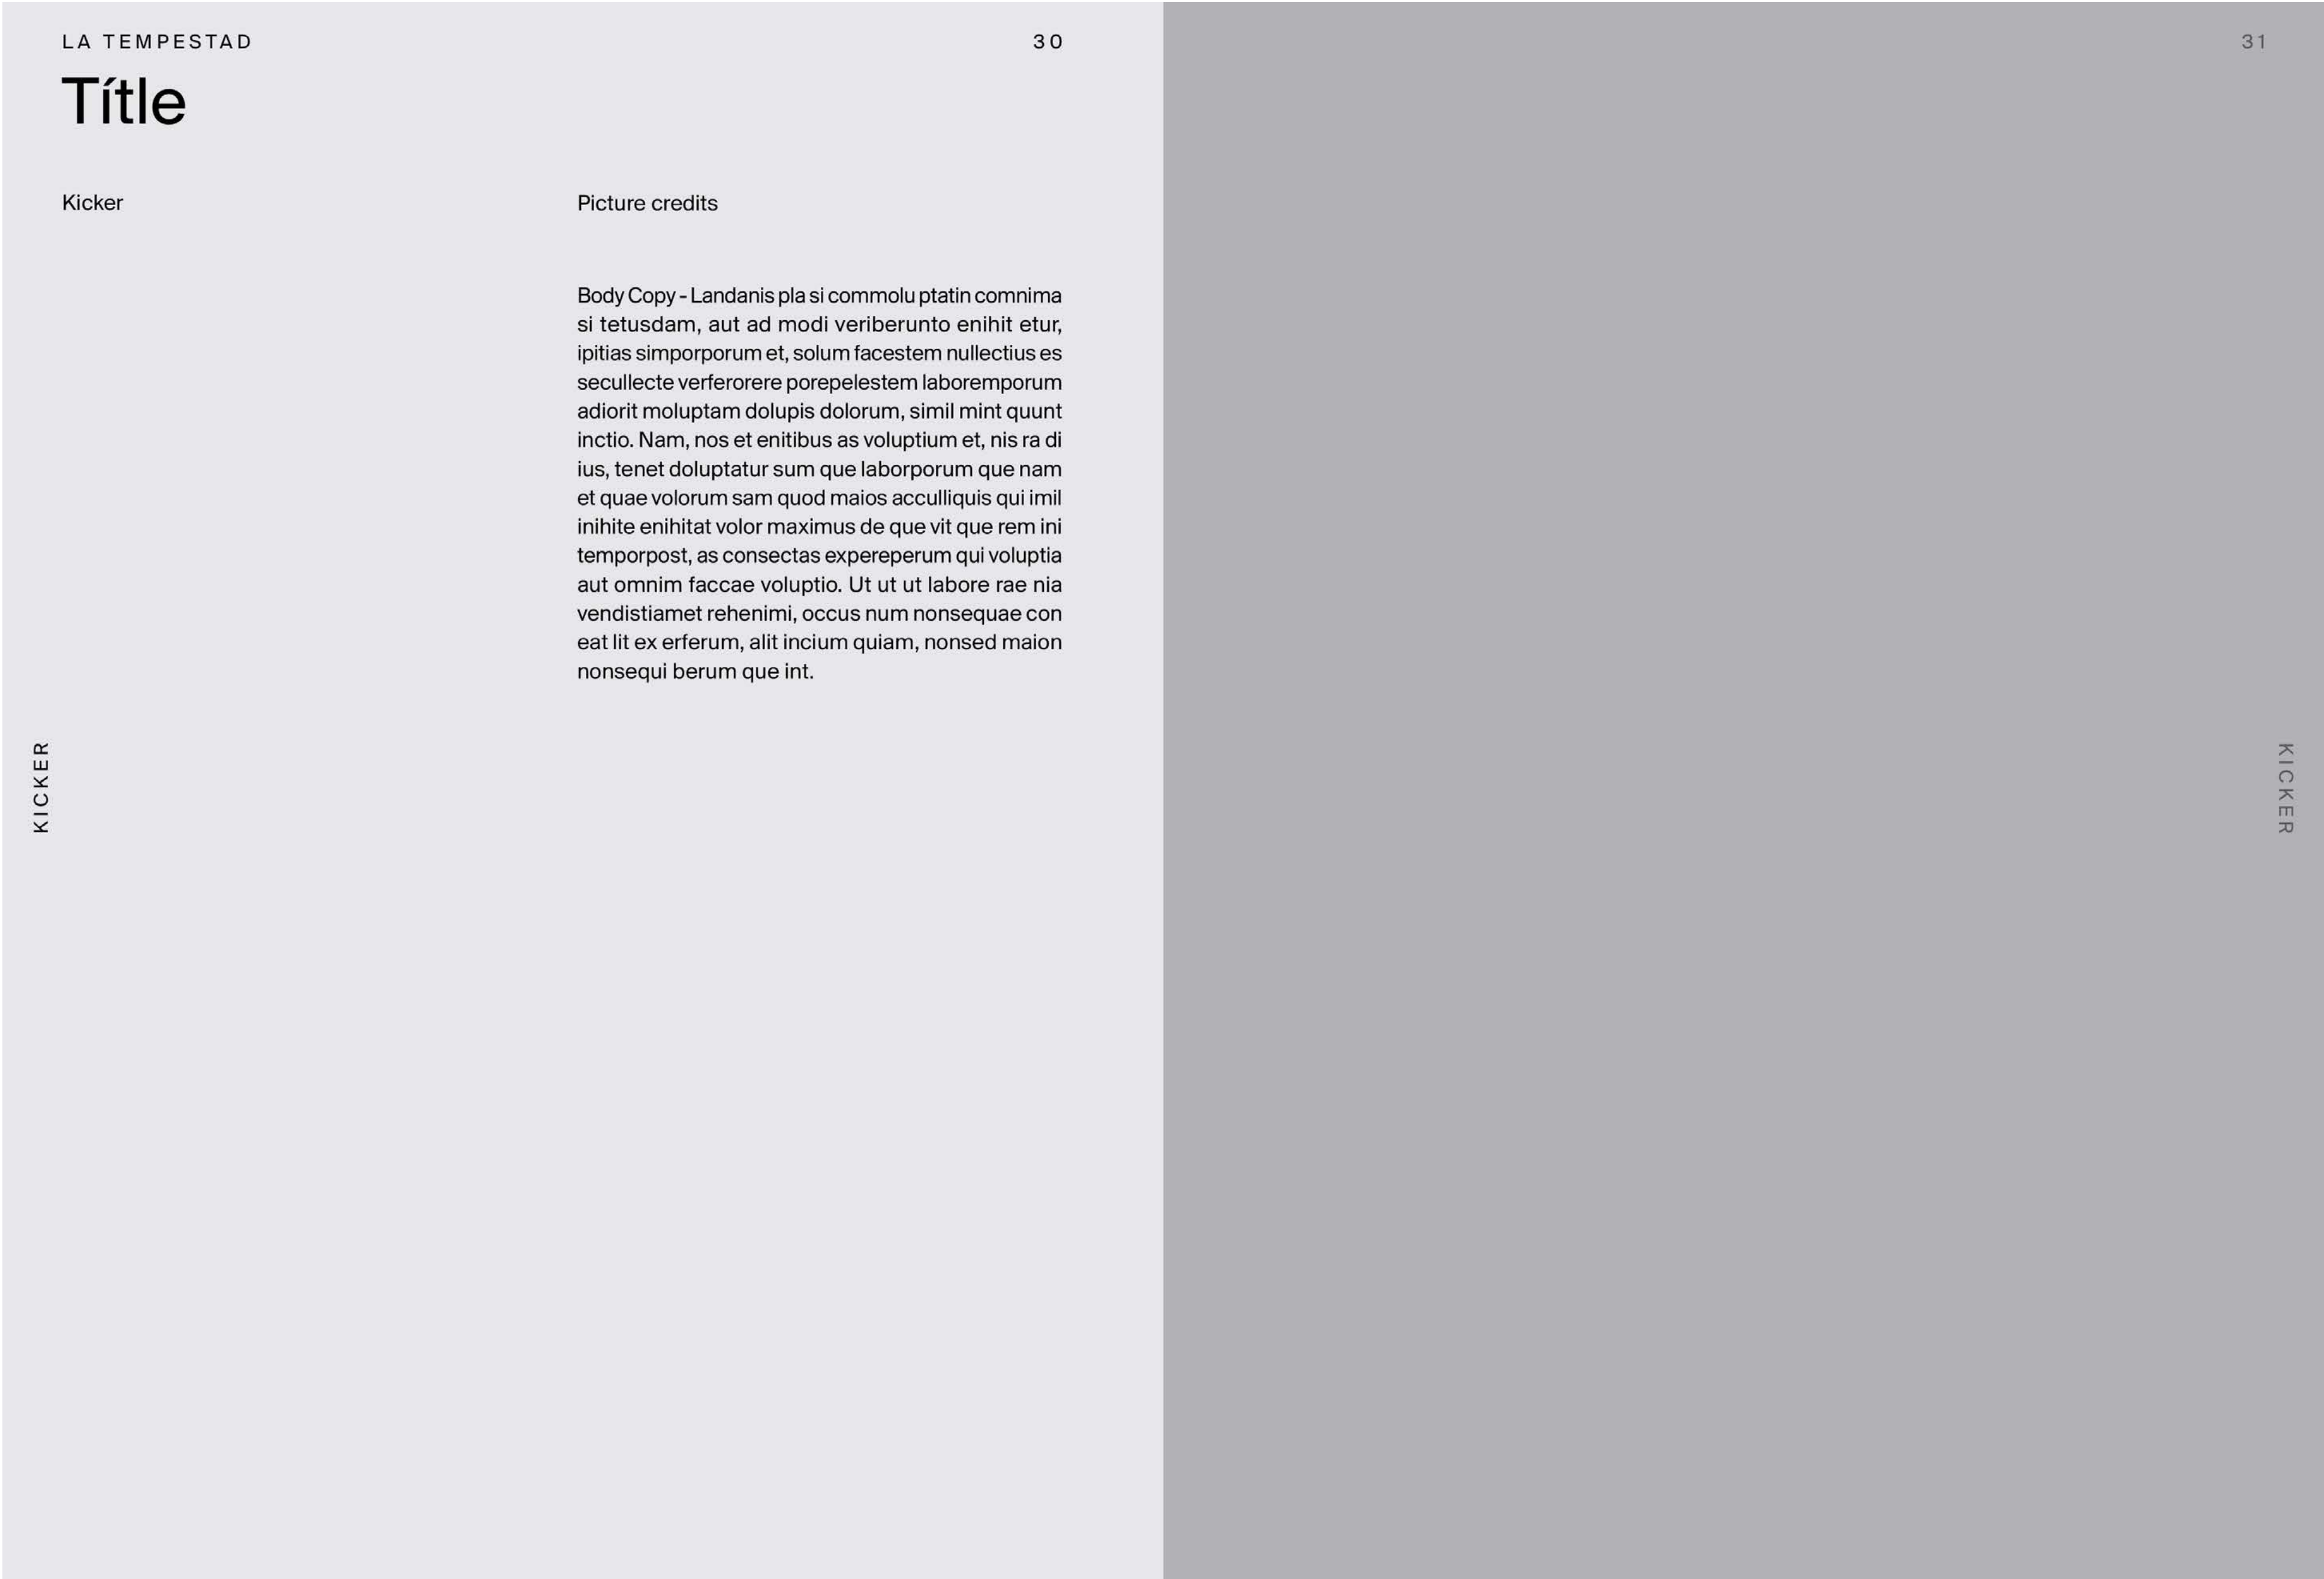 LA TEMPESTAD
30
31
Títle
Kicker
Picture credits
Body Copy - Landanis pla si commolu ptatin comnima
si tetusdam, aut ad modi veriberunto enihit etur,
ipitias simporporum et, solum facestem nullectius es
secullecte verferorere porepelestem laboremporum
adiorit moluptam dolupis dolorum, simil mint quunt
inctio. Nam, nos et enitibus as voluptium et, nis ra di
ius, tenet doluptatur sum que laborporum que nam
et quae volorum sam quod maios acculliquis qui imil
inihite enihitat volor maximus de que vit que rem ini
temporpost, as consectas expereperum qui voluptia
aut omnim faccae voluptio. Ut ut ut labore rae nia
vendistiamet rehenimi, occus num nonsequae con
eat lit ex erferum, alit incium quiam, nonsed maion
nonsequi berum que int.
KICKER
KICKER